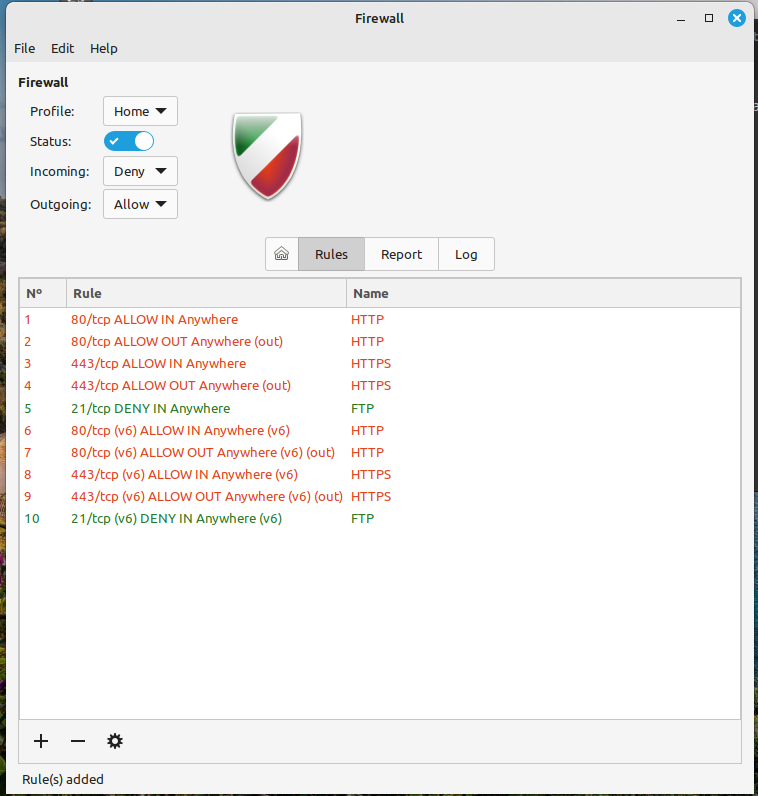 Firewall
File Edit Help
Firewall
Profile: Home
Status:
Incoming: Deny
Outgoing: Allow
Rules Report Log
Nº Rule Name
1 80/tcp ALLOW IN Anywhere HTTP
2 80/tcp ALLOW OUT Anywhere (out) HTTP
3 443/tcp ALLOW IN Anywhere HTTPS
4 443/tcp ALLOW OUT Anywhere (out) HTTPS
5 21/tcp DENY IN Anywhere FTP
6 80/tcp (v6) ALLOW IN Anywhere (v6) HTTP
7 80/tcp (v6) ALLOW OUT Anywhere (v6) (out) HTTP
8 443/tcp (v6) ALLOW IN Anywhere (v6) HTTPS
9 443/tcp (v6) ALLOW OUT Anywhere (v6) (out) HTTPS
10 21/tcp (v6) DENY IN Anywhere (v6) FTP
Rule(s) added